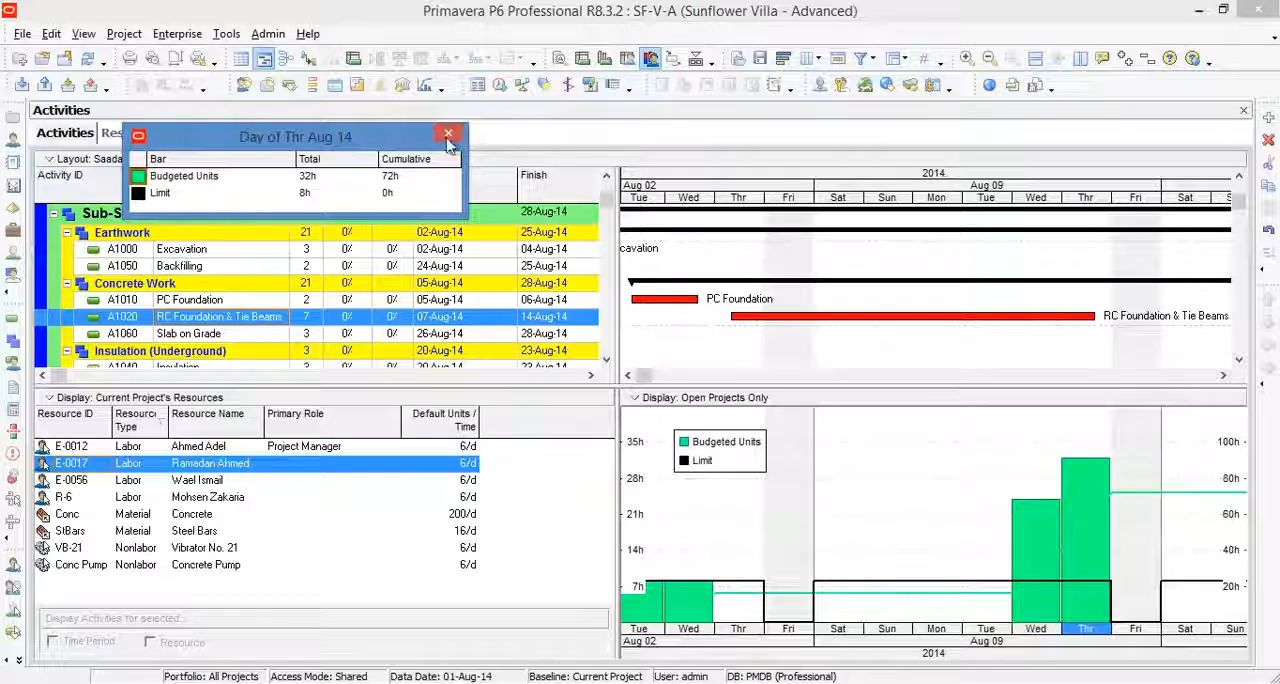 Primavera P6 Professional R8.3.2 : SF-V-A (Sunflower Villa - Advanced)
File Edit View Project Enterprise Tools Admin Help
Activities
Activities
Day of Thr Aug 14
Bar Total Cumulative
Budgeted Units 32h 72h
Limit 8h 0h
Layout: Saada
Activity ID Finish
28-Aug-14
Earthwork 21 0% 02-Aug-14 25-Aug-14
A1000 Excavation 3 0% 0% 02-Aug-14 04-Aug-14
A1050 Backfilling 2 0% 0% 24-Aug-14 25-Aug-14
Concrete Work 21 0% 05-Aug-14 28-Aug-14
A1010 PC Foundation 2 0% 0% 05-Aug-14 06-Aug-14
A1020 RC Foundation & Tie Beams 7 0% 0% 07-Aug-14 14-Aug-14
A1060 Slab on Grade 3 0% 0% 26-Aug-14 28-Aug-14
Insulation (Underground) 3 0% 20-Aug-14 23-Aug-14
2014
Aug 02 Aug 09
Tue Wed Thr Fri Sat Sun Mon Tue Wed Thr Fri Sat S
cavation
PC Foundation
RC Foundation & Tie Beams
Display: Current Project's Resources
Resource ID Resourc Type Resource Name Primary Role Default Units / Time
E-0012 Labor Ahmed Adel Project Manager 6/d
E-0017 Labor Ramadan Ahmed 6/d
E-0056 Labor Wael Ismail 6/d
R-6 Labor Mohsen Zakaria 6/d
Conc Material Concrete 200/d
StBars Material Steel Bars 16/d
VB-21 Nonlabor Vibrator No. 21 6/d
Conc Pump Nonlabor Concrete Pump 6/d
Display Activities for selected...
Time Period Resource
Display: Open Projects Only
Budgeted Units
Limit
35h 100h
28h 80h
21h 60h
14h 40h
7h 20h
Tue Wed Thr Fri Sat Sun Mon Tue Wed Thr Fri Sat Sun
Aug 02 Aug 09
2014
Portfolio: All Projects Access Mode: Shared Data Date: 01-Aug-14 Baseline: Current Project User: admin DB: PMDB (Professional)